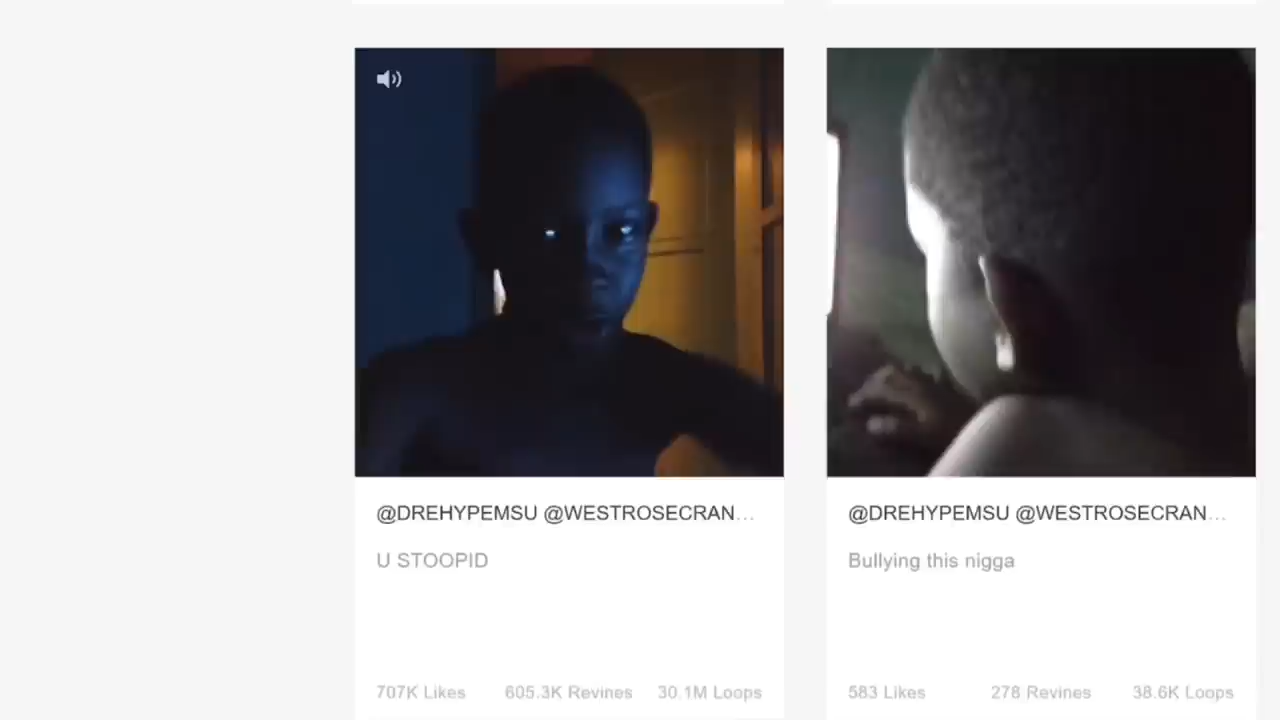 @DREHYPEMSU @WESTROSECRAN...
U STOOPID
707K Likes 605.3K Revines 30.1M Loops
@DREHYPEMSU @WESTROSECRAN...
Bullying this nigga
583 Likes 278 Revines 38.6K Loops